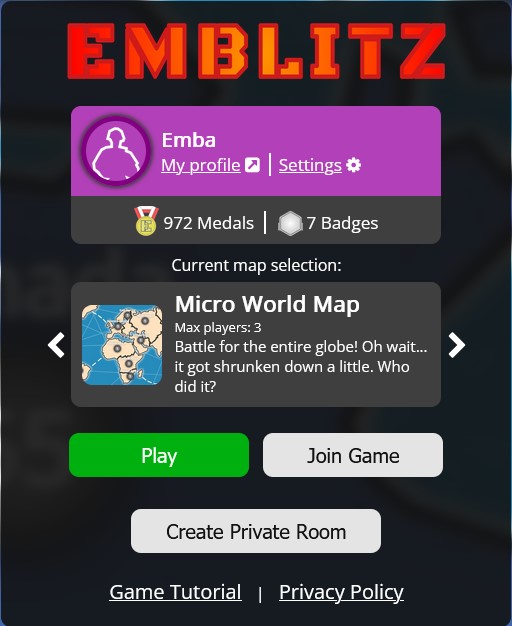 EMBLITZ
Emba
My profile | Settings
972 Medals | 7 Badges
Current map selection:
Micro World Map
Max players: 3
Battle for the entire globe! Oh wait...
it got shrunken down a little. Who
did it?
Play
Join Game
Create Private Room
Game Tutorial | Privacy Policy